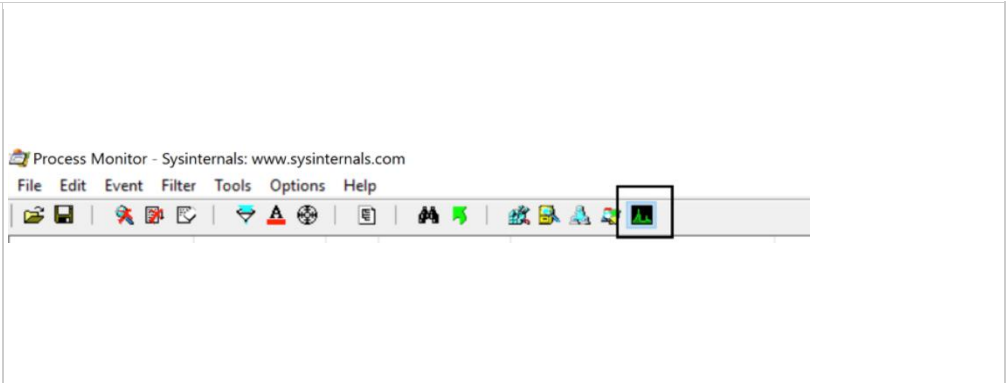 Process Monitor - Sysinternals: www.sysinternals.com
File Edit Event Filter Tools Options Help